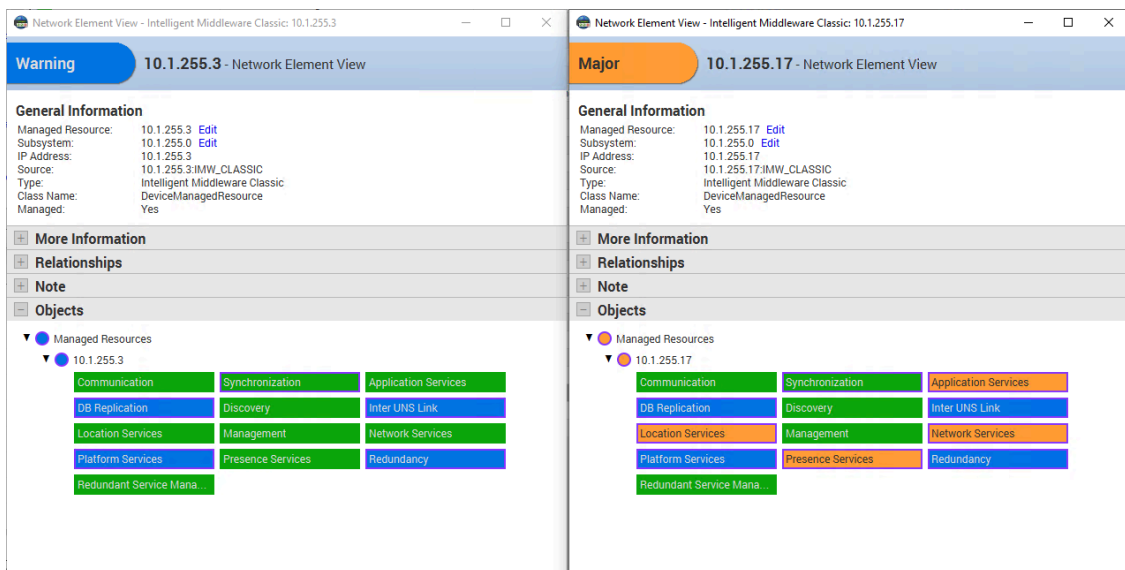 Network Element View - Intelligent Middleware Classic: 10.1.255.3
Warning
10.1.255.3 - Network Element View
General Information
Managed Resource: 10.1.255.3 Edit
Subsystem: 10.1.255.0 Edit
IP Address: 10.1.255.3
Source: 10.1.255.3:IMW_CLASSIC
Type: Intelligent Middleware Classic
Class Name: DeviceManagedResource
Managed: Yes
More Information
Relationships
Note
Objects
Managed Resources
10.1.255.3
Communication Synchronization Application Services
DB Replication Discovery Inter UNS Link
Location Services Management Network Services
Platform Services Presence Services Redundancy
Redundant Service Mana...
Network Element View - Intelligent Middleware Classic: 10.1.255.17
Major
10.1.255.17 - Network Element View
General Information
Managed Resource: 10.1.255.17 Edit
Subsystem: 10.1.255.0 Edit
IP Address: 10.1.255.17
Source: 10.1.255.17:IMW_CLASSIC
Type: Intelligent Middleware Classic
Class Name: DeviceManagedResource
Managed: Yes
More Information
Relationships
Note
Objects
Managed Resources
10.1.255.17
Communication Synchronization Application Services
DB Replication Discovery Inter UNS Link
Location Services Management Network Services
Platform Services Presence Services Redundancy
Redundant Service Mana...